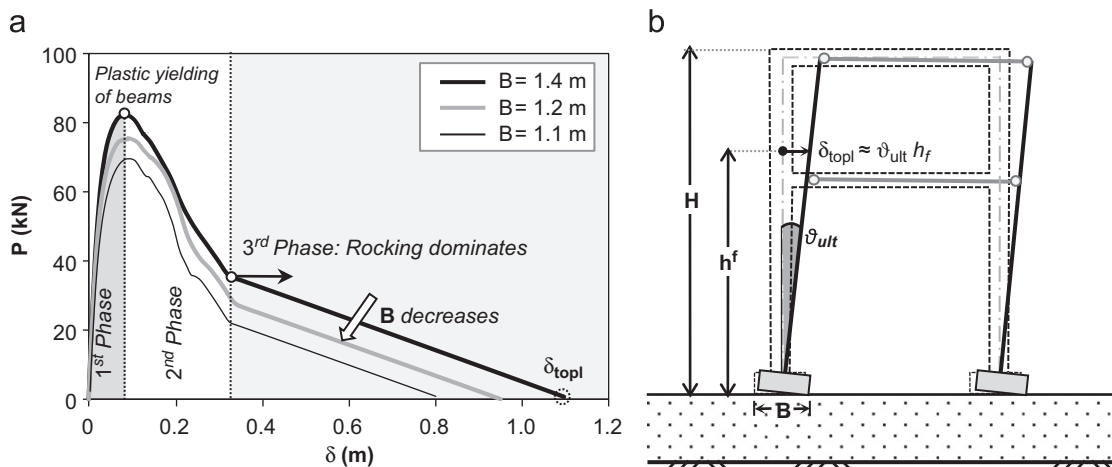 a
100
80
60
40
20
0
P (kN)
0
0.2
0.4
0.6
0.8
1.0
1.2
δ (m)
Plastic yielding
of beams
B= 1.4 m
B= 1.2 m
B= 1.1 m
1st Phase
2nd Phase
3rd Phase: Rocking dominates
B decreases
δtopl
b
H
hf
δtopl ≈ ϑult hf
ϑult
B